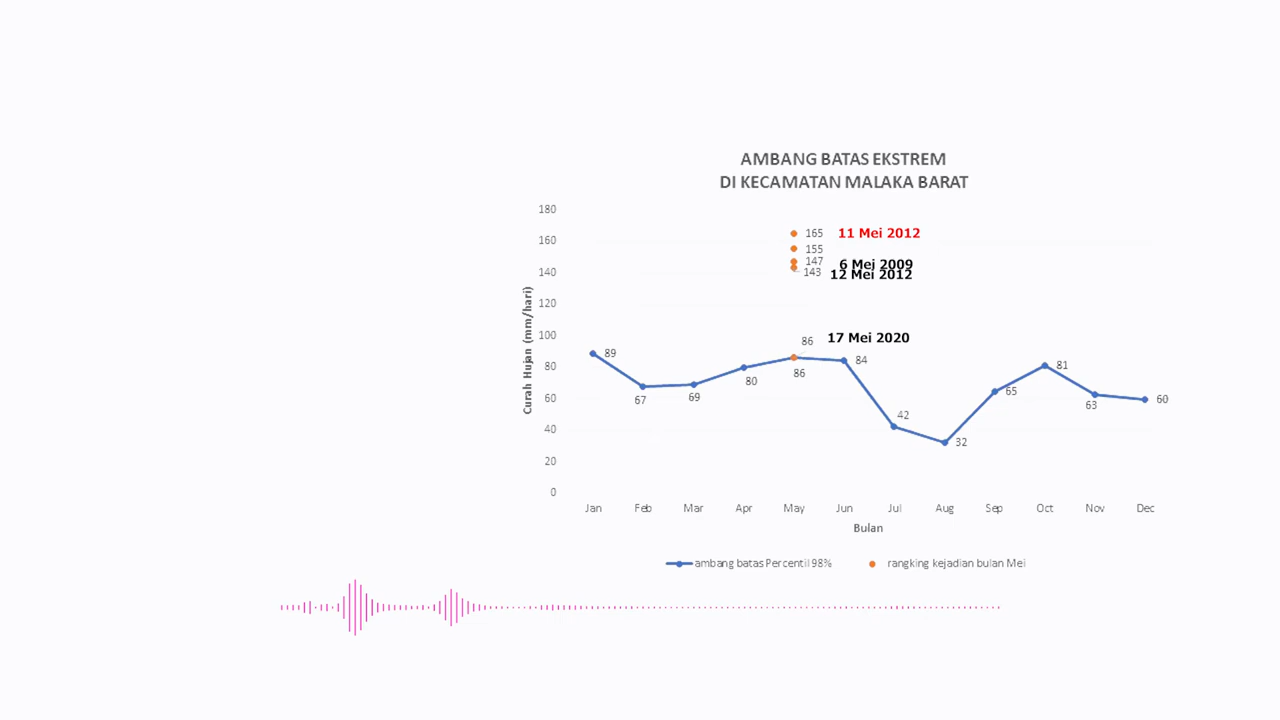 AMBANG BATAS EKSTREM
DI KECAMATAN MALAKA BARAT
Curah Hujan (mm/hari)
180
160
140
120
100
80
60
40
20
0
165 11 Mei 2012
155
147 6 Mei 2009
143 12 Mei 2012
86 17 Mei 2020
89
67
69
80
86
84
42
32
65
81
63
60
Jan Feb Mar Apr May Jun Jul Aug Sep Oct Nov Dec
Bulan
ambang batas Percentil 98% rangking kejadian bulan Mei